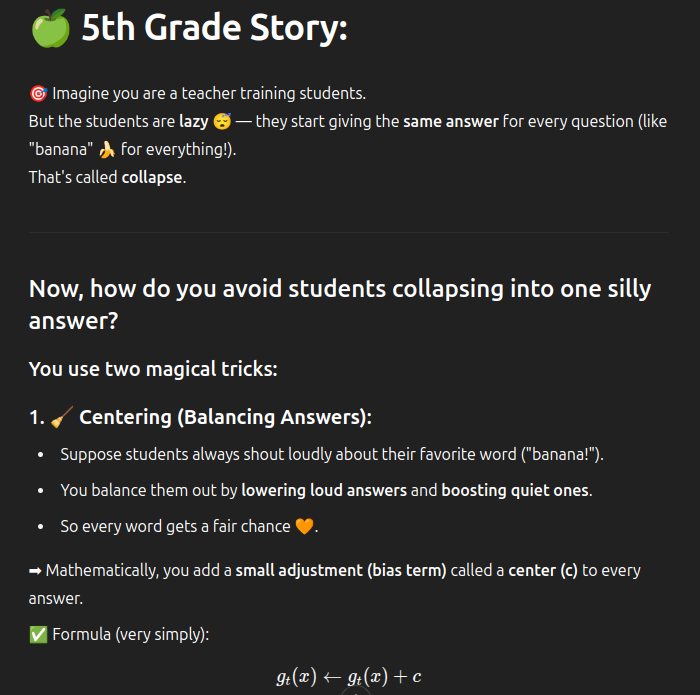 🍏 5th Grade Story:
🎯 Imagine you are a teacher training students.
But the students are lazy 😴 — they start giving the same answer for every question (like
"banana" 🍌 for everything!).
That's called collapse.
Now, how do you avoid students collapsing into one silly
answer?
You use two magical tricks:
1. 🧹 Centering (Balancing Answers):
• Suppose students always shout loudly about their favorite word ("banana!").
• You balance them out by lowering loud answers and boosting quiet ones.
• So every word gets a fair chance 🧡.
➡ Mathematically, you add a small adjustment (bias term) called a center (c) to every
answer.
✅ Formula (very simply):
gₜ(x) ← gₜ(x) + c